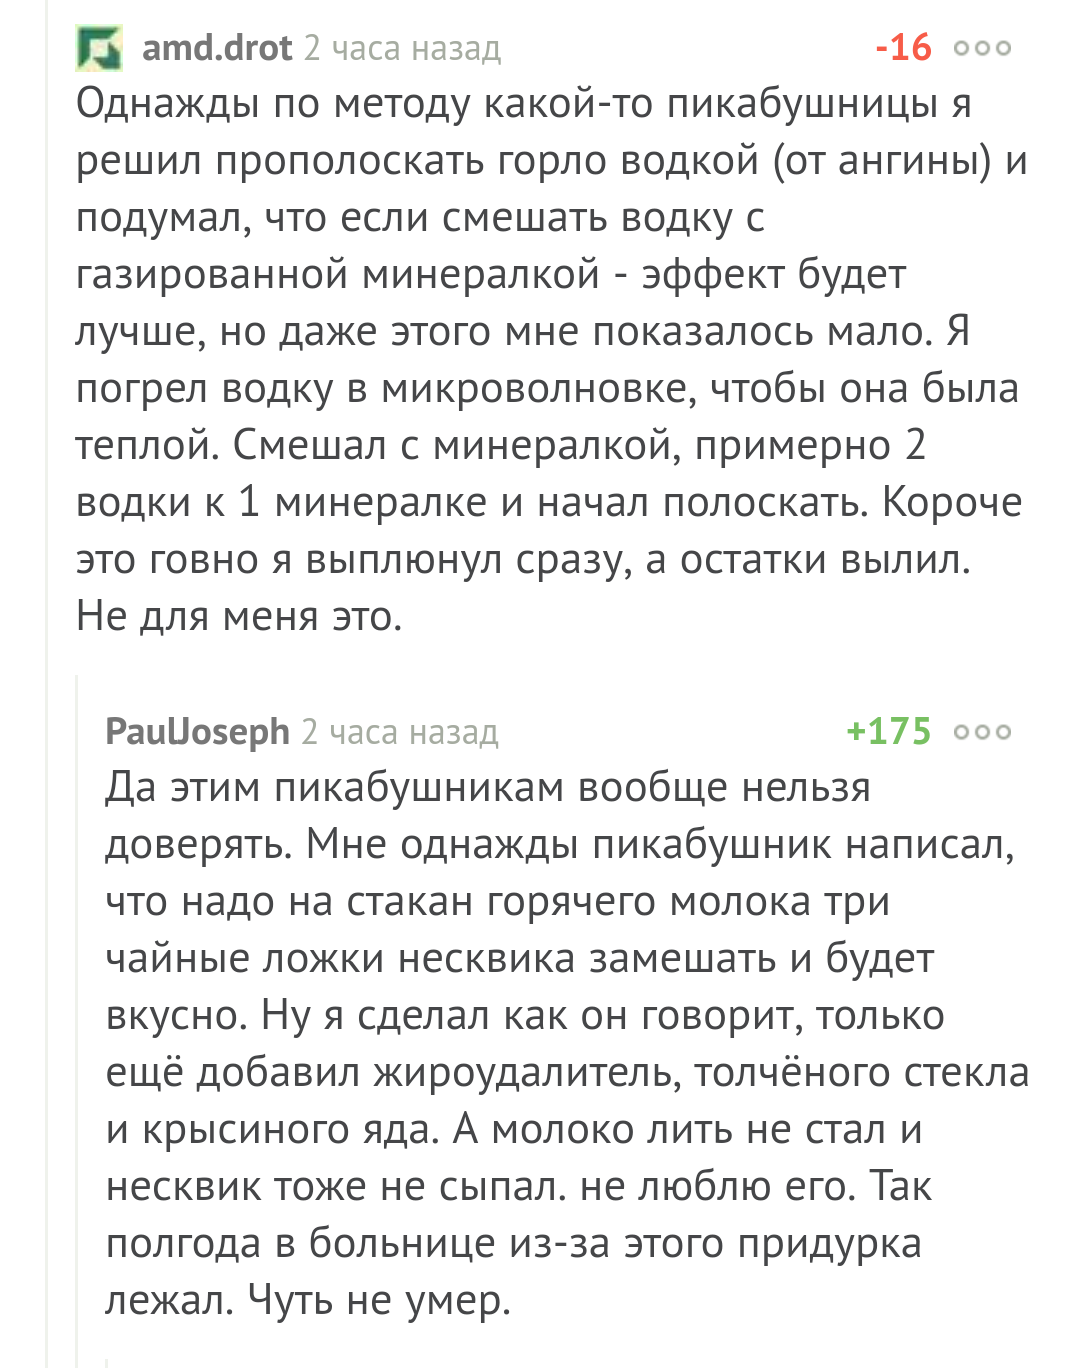 amd.drot 2 часа назад -16
Однажды по методу какой-то пикабушницы я
решил прополоскать горло водкой (от ангины) и
подумал, что если смешать водку с
газированной минералкой - эффект будет
лучше, но даже этого мне показалось мало. Я
погрел водку в микроволновке, чтобы она была
теплой. Смешал с минералкой, примерно 2
водки к 1 минералке и начал полоскать. Короче
это говно я выплюнул сразу, а остатки вылил.
Не для меня это.
PaulJoseph 2 часа назад +175
Да этим пикабушникам вообще нельзя
доверять. Мне однажды пикабушник написал,
что надо на стакан горячего молока три
чайные ложки несквика замешать и будет
вкусно. Ну я сделал как он говорит, только
ещё добавил жироудалитель, толчёного стекла
и крысиного яда. А молоко лить не стал и
несквик тоже не сыпал. не люблю его. Так
полгода в больнице из-за этого придурка
лежал. Чуть не умер.